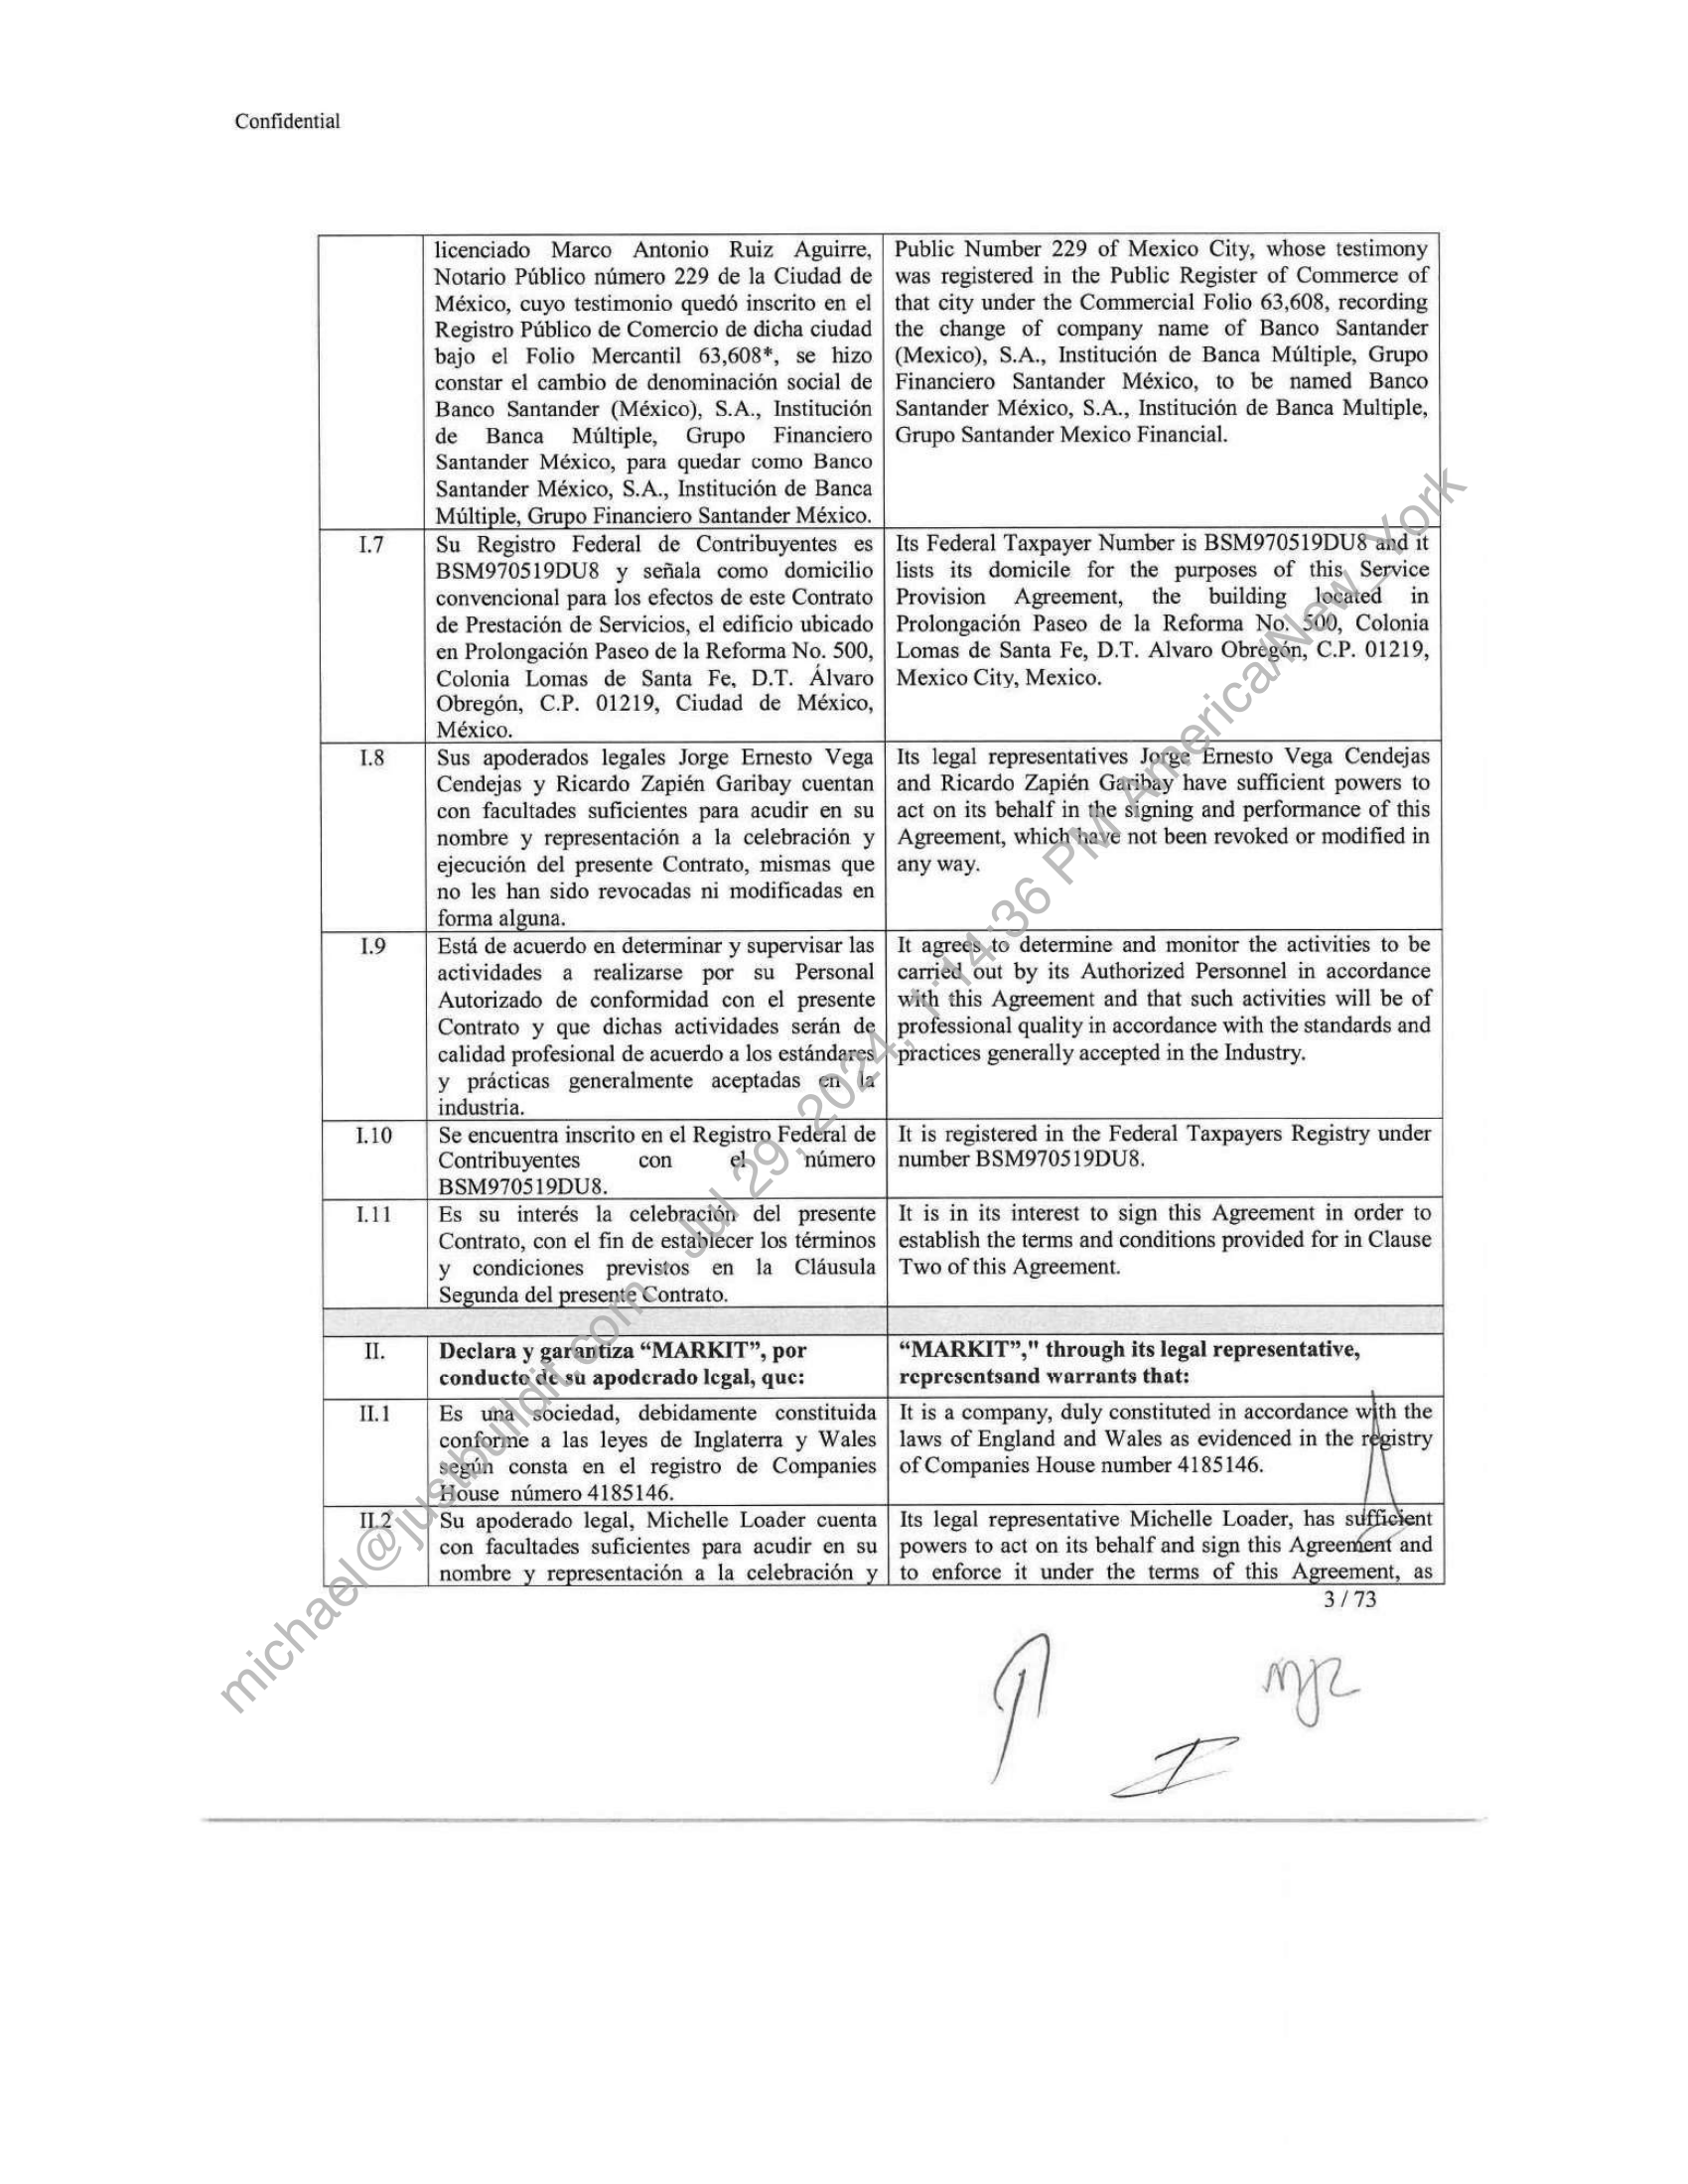 Confidential
licenciado Marco Antonio Ruiz Aguirre,
Notario Público número 229 de la Ciudad de
México, cuyo testimonio quedó inscrito en el
Registro Público de Comercio de dicha ciudad
bajo el Folio Mercantil 63,608*, se hizo
constar el cambio de denominación social de
Banco Santander (México), S.A., Institución
de Banca Múltiple, Grupo Financiero
Santander México, para quedar como Banco
Santander México, S.A., Institución de Banca
Múltiple, Grupo Financiero Santander México.
Public Number 229 of Mexico City, whose testimony
was registered in the Public Register of Commerce of
that city under the Commercial Folio 63,608, recording
the change of company name of Banco Santander
(Mexico), S.A., Institución de Banca Múltiple, Grupo
Financiero Santander México, to be named Banco
Santander México, S.A., Institución de Banca Multiple,
Grupo Santander Mexico Financial.
I.7
Su Registro Federal de Contribuyentes es
BSM970519DU8 y señala como domicilio
convencional para los efectos de este Contrato
de Prestación de Servicios, el edificio ubicado
en Prolongación Paseo de la Reforma No. 500,
Colonia Lomas de Santa Fe, D.T. Álvaro
Obregón, C.P. 01219, Ciudad de México,
México.
Its Federal Taxpayer Number is BSM970519DU8 and it
lists its domicile for the purposes of this Service
Provision Agreement, the building located in
Prolongación Paseo de la Reforma No. 500, Colonia
Lomas de Santa Fe, D.T. Alvaro Obregón, C.P. 01219,
Mexico City, Mexico.
I.8
Sus apoderados legales Jorge Ernesto Vega
Cendejas y Ricardo Zapién Garibay cuentan
con facultades suficientes para acudir en su
nombre y representación a la celebración y
ejecución del presente Contrato, mismas que
no les han sido revocadas ni modificadas en
forma alguna.
Its legal representatives Jorge Ernesto Vega Cendejas
and Ricardo Zapién Garibay have sufficient powers to
act on its behalf in the signing and performance of this
Agreement, which have not been revoked or modified in
any way.
I.9
Está de acuerdo en determinar y supervisar las
actividades a realizarse por su Personal
Autorizado de conformidad con el presente
Contrato y que dichas actividades serán de
calidad profesional de acuerdo a los estándares
y prácticas generalmente aceptadas en la
industria.
It agrees to determine and monitor the activities to be
carried out by its Authorized Personnel in accordance
with this Agreement and that such activities will be of
professional quality in accordance with the standards and
practices generally accepted in the Industry.
I.10
Se encuentra inscrito en el Registro Federal de
Contribuyentes con el número
BSM970519DU8.
It is registered in the Federal Taxpayers Registry under
number BSM970519DU8.
I.11
Es su interés la celebración del presente
Contrato, con el fin de establecer los términos
y condiciones previstos en la Cláusula
Segunda del presente Contrato.
It is in its interest to sign this Agreement in order to
establish the terms and conditions provided for in Clause
Two of this Agreement.
II.
Declara y garantiza “MARKIT”, por
conducto de su apoderado legal, que:
“MARKIT”," through its legal representative,
representsand warrants that:
II.1
Es una sociedad, debidamente constituida
conforme a las leyes de Inglaterra y Wales
según consta en el registro de Companies
House número 4185146.
It is a company, duly constituted in accordance with the
laws of England and Wales as evidenced in the registry
of Companies House number 4185146.
II.2
Su apoderado legal, Michelle Loader cuenta
con facultades suficientes para acudir en su
nombre y representación a la celebración y
Its legal representative Michelle Loader, has sufficient
powers to act on its behalf and sign this Agreement and
to enforce it under the terms of this Agreement, as
3 / 73
michael@justbuildit.com - Jul 29, 2024, 1:14:36 PM America/New_York